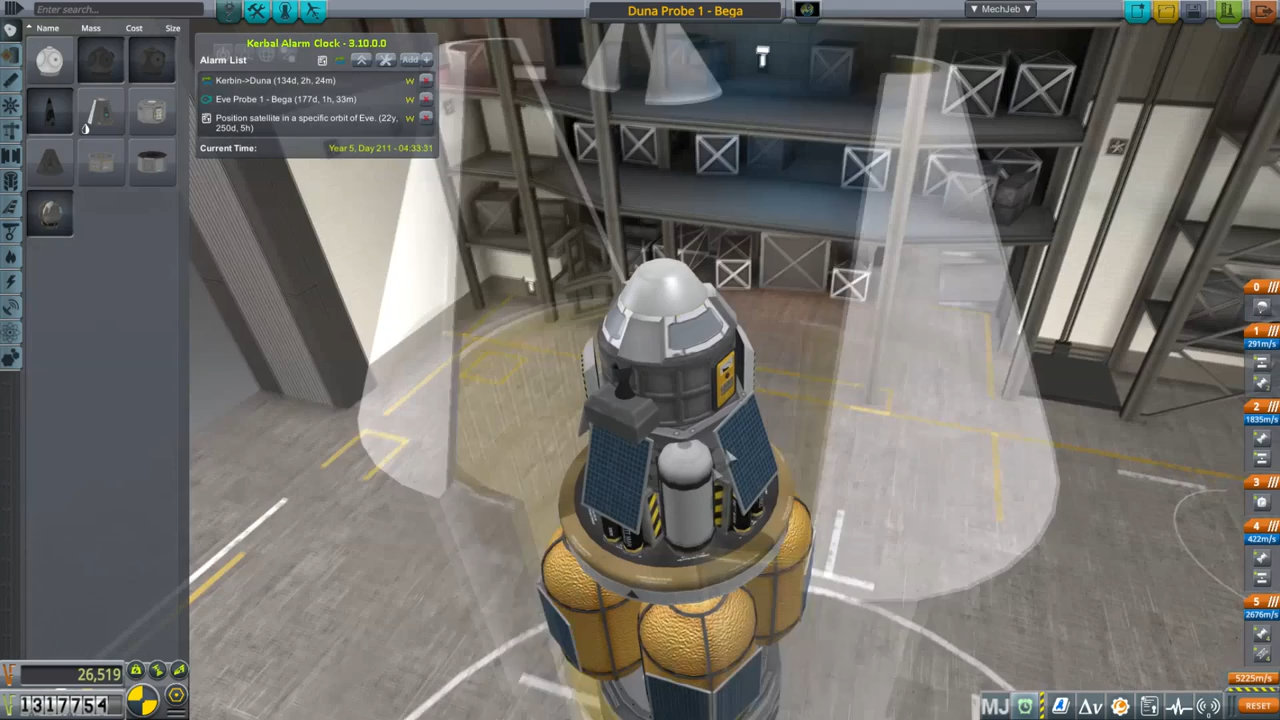 Enter search...
Duna Probe 1 - Bega
▼ MechJeb ▼
Name Mass Cost Size
Kerbal Alarm Clock - 3.10.0.0
Alarm List
Add +
Kerbin->Duna (134d, 2h, 24m)
W
Eve Probe 1 - Bega (177d, 1h, 33m)
W
Position satellite in a specific orbit of Eve. (22y, 250d, 5h)
W
Current Time: Year 5, Day 211 - 04:33:31
0
1
291m/s
2
1835m/s
3
4
422m/s
5
2676m/s
5225m/s
RESET
26,519
1317754
MJ
Δv